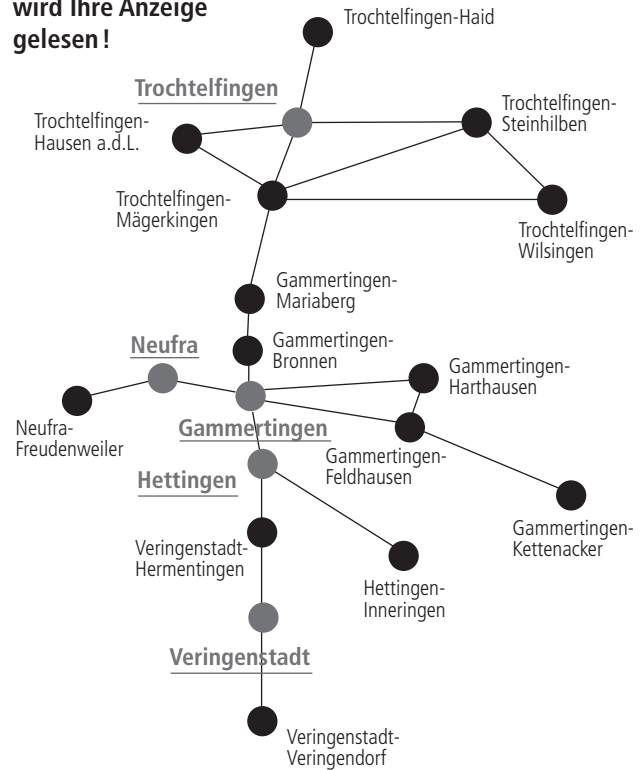 wird Ihre Anzeige
gelesen !
Trochtelfingen-Haid
Trochtelfingen
Trochtelfingen-
Steinhilben
Trochtelfingen-
Hausen a.d.L.
Trochtelfingen-
Mägerkingen
Trochtelfingen-
Wilsingen
Gammertingen-
Mariaberg
Gammertingen-
Bronnen
Neufra
Gammertingen-
Harthausen
Neufra-
Freudenweiler
Gammertingen
Gammertingen-
Feldhausen
Hettingen
Gammertingen-
Kettenacker
Veringenstadt-
Hermentingen
Hettingen-
Inneringen
Veringenstadt
Veringenstadt-
Veringendorf